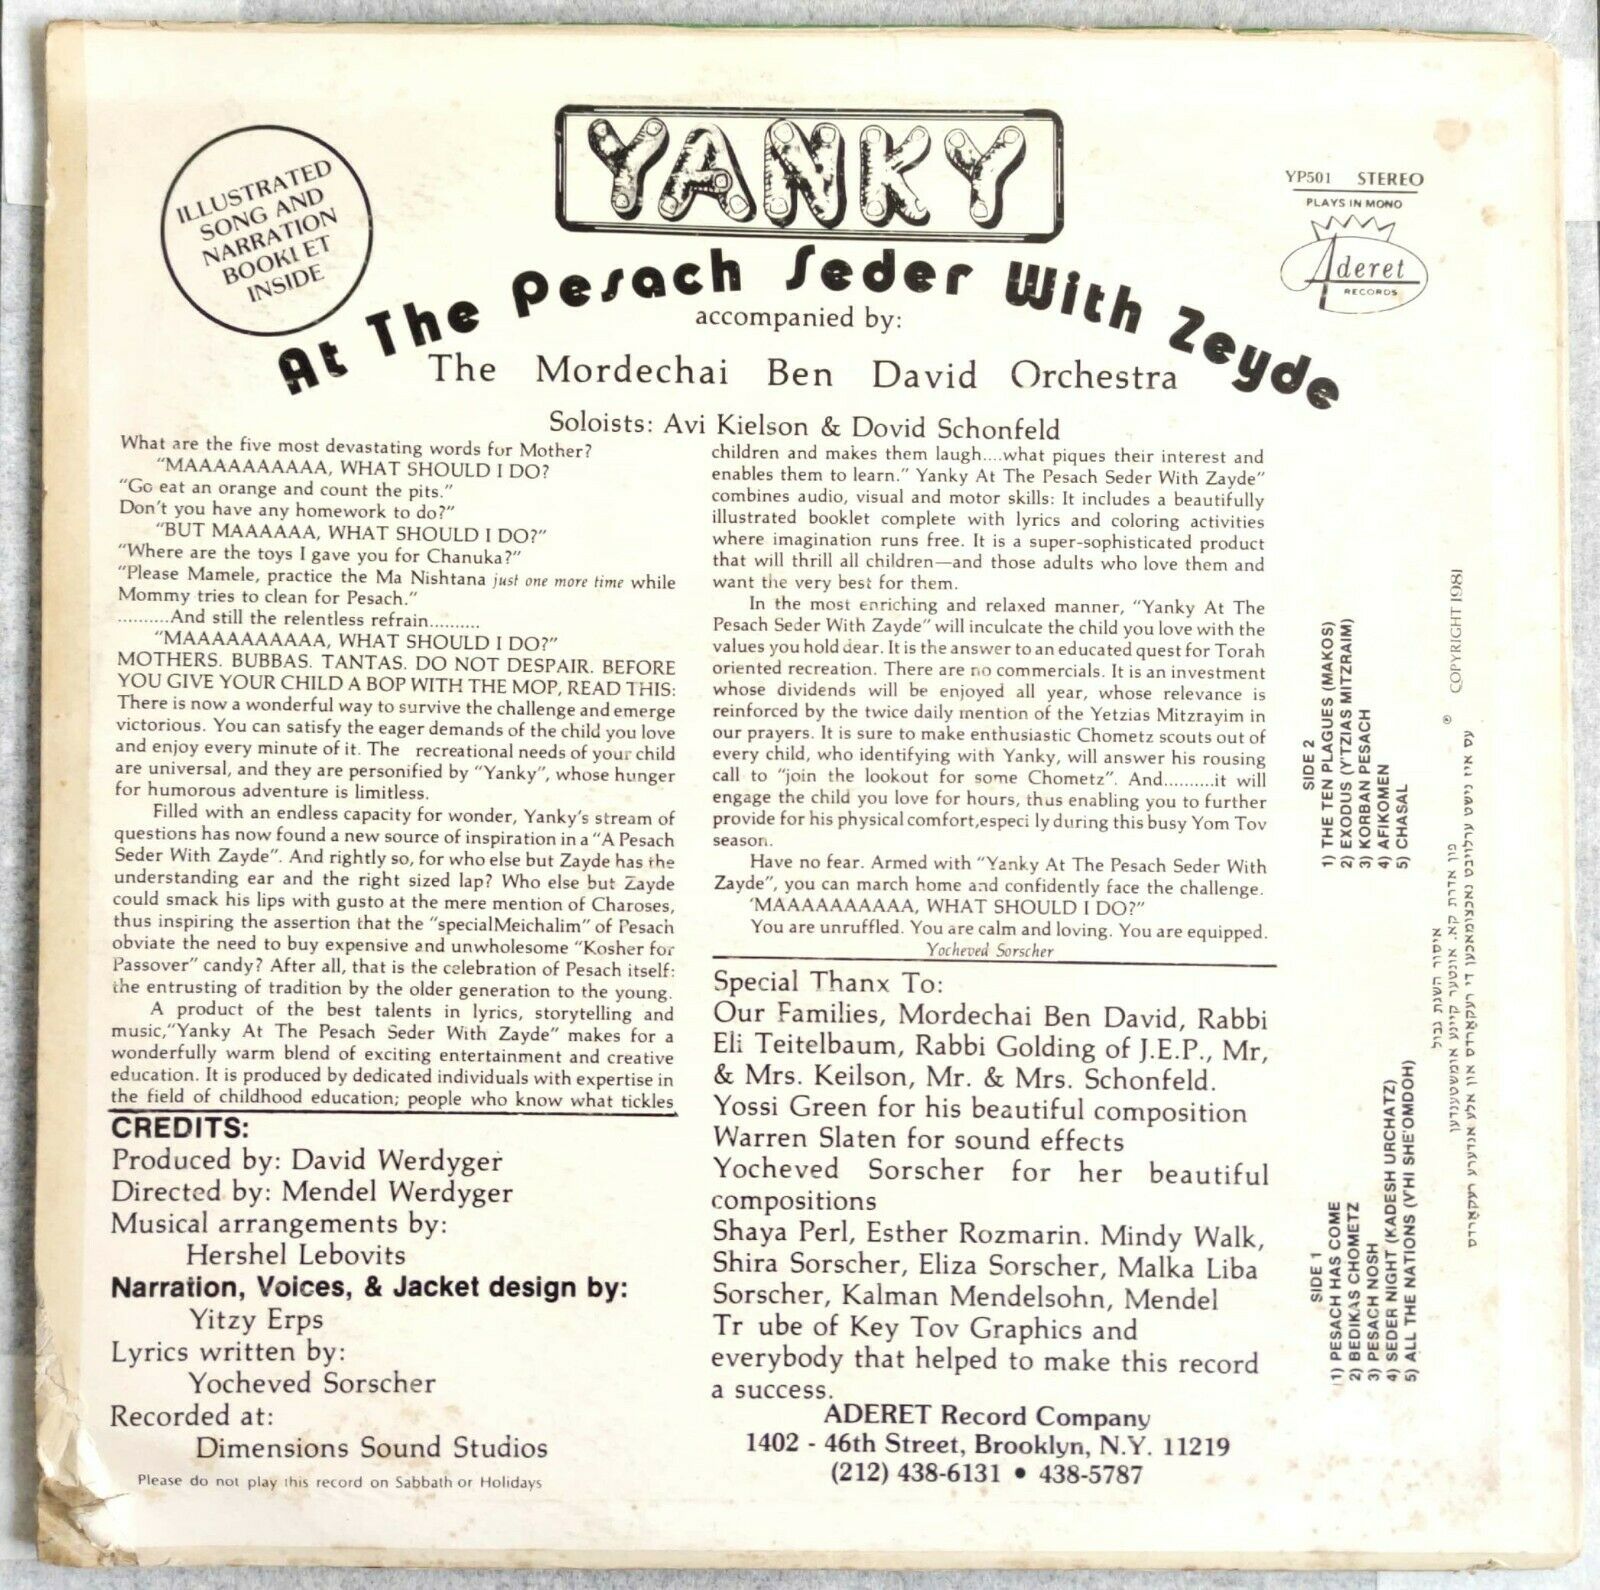 ILLUSTRATED
SONG AND
NARRATION
BOOKLET
INSIDE
YANKY
At The Pesach Seder With Zeyde
accompanied by:
The Mordechai Ben David Orchestra
Soloists: Avi Kielson & Dovid Schonfeld
YP501 STEREO
PLAYS IN MONO
Aderet
RECORDS
What are the five most devastating words for Mother?
"MAAAAAAAAAAA, WHAT SHOULD I DO?
"Go eat an orange and count the pits."
Don't you have any homework to do?"
"BUT MAAAAAA, WHAT SHOULD I DO?"
"Where are the toys I gave you for Chanuka?"
"Please Mamele, practice the Ma Nishtana just one more time while
Mommy tries to clean for Pesach."
..........And still the relentless refrain..........
"MAAAAAAAAAAA, WHAT SHOULD I DO?"
MOTHERS. BUBBAS. TANTAS. DO NOT DESPAIR. BEFORE
YOU GIVE YOUR CHILD A BOP WITH THE MOP, READ THIS:
There is now a wonderful way to survive the challenge and emerge
victorious. You can satisfy the eager demands of the child you love
and enjoy every minute of it. The recreational needs of your child
are universal, and they are personified by "Yanky", whose hunger
for humorous adventure is limitless.
Filled with an endless capacity for wonder, Yanky's stream of
questions has now found a new source of inspiration in a "A Pesach
Seder With Zayde". And rightly so, for who else but Zayde has the
understanding ear and the right sized lap? Who else but Zayde
could smack his lips with gusto at the mere mention of Charoses,
thus inspiring the assertion that the "specialMeichalim" of Pesach
obviate the need to buy expensive and unwholesome "Kosher for
Passover" candy? After all, that is the celebration of Pesach itself:
the entrusting of tradition by the older generation to the young.
A product of the best talents in lyrics, storytelling and
music,"Yanky At The Pesach Seder With Zayde" makes for a
wonderfully warm blend of exciting entertainment and creative
education. It is produced by dedicated individuals with expertise in
the field of childhood education; people who know what tickles
children and makes them laugh....what piques their interest and
enables them to learn." Yanky At The Pesach Seder With Zayde"
combines audio, visual and motor skills: It includes a beautifully
illustrated booklet complete with lyrics and coloring activities
where imagination runs free. It is a super-sophisticated product
that will thrill all children—and those adults who love them and
want the very best for them.
In the most enriching and relaxed manner, "Yanky At The
Pesach Seder With Zayde" will inculcate the child you love with the
values you hold dear. It is the answer to an educated quest for Torah
oriented recreation. There are no commercials. It is an investment
whose dividends will be enjoyed all year, whose relevance is
reinforced by the twice daily mention of the Yetzias Mitzrayim in
our prayers. It is sure to make enthusiastic Chometz scouts out of
every child, who identifying with Yanky, will answer his rousing
call to "join the lookout for some Chometz". And..........it will
engage the child you love for hours, thus enabling you to further
provide for his physical comfort,especi ly during this busy Yom Tov
season.
Have no fear. Armed with "Yanky At The Pesach Seder With
Zayde", you can march home and confidently face the challenge.
'MAAAAAAAAAAA, WHAT SHOULD I DO?"
You are unruffled. You are calm and loving. You are equipped.
Yocheved Sorscher
CREDITS:
Produced by: David Werdyger
Directed by: Mendel Werdyger
Musical arrangements by:
Hershel Lebovits
Narration, Voices, & Jacket design by:
Yitzy Erps
Lyrics written by:
Yocheved Sorscher
Recorded at:
Dimensions Sound Studios
Please do not play this record on Sabbath or Holidays
Special Thanx To:
Our Families, Mordechai Ben David, Rabbi
Eli Teitelbaum, Rabbi Golding of J.E.P., Mr,
& Mrs. Keilson, Mr. & Mrs. Schonfeld.
Yossi Green for his beautiful composition
Warren Slaten for sound effects
Yocheved Sorscher for her beautiful
compositions
Shaya Perl, Esther Rozmarin. Mindy Walk,
Shira Sorscher, Eliza Sorscher, Malka Liba
Sorscher, Kalman Mendelsohn, Mendel
Tr ube of Key Tov Graphics and
everybody that helped to make this record
a success.
ADERET Record Company
1402 - 46th Street, Brooklyn, N.Y. 11219
(212) 438-6131 • 438-5787
SIDE 1
1) PESACH HAS COME
2) BEDIKAS CHOMETZ
3) PESACH NOSH
4) SEDER NIGHT (KADESH URCHATZ)
5) ALL THE NATIONS (V'HI SHE'OMDOH)
SIDE 2
1) THE TEN PLAGUES (MAKOS)
2) EXODUS (Y'TZIAS MITZRAIM)
3) KORBAN PESACH
4) AFIKOMEN
5) CHASAL
איסור השגת גבול
עס איז נישט ערלויבט נאכצומאכען די רעקארדס און אלע אנדערע רעקארדס
פון אדרת קא. אונטער קיינע אומשטענדען
® COPYRIGHT 1981